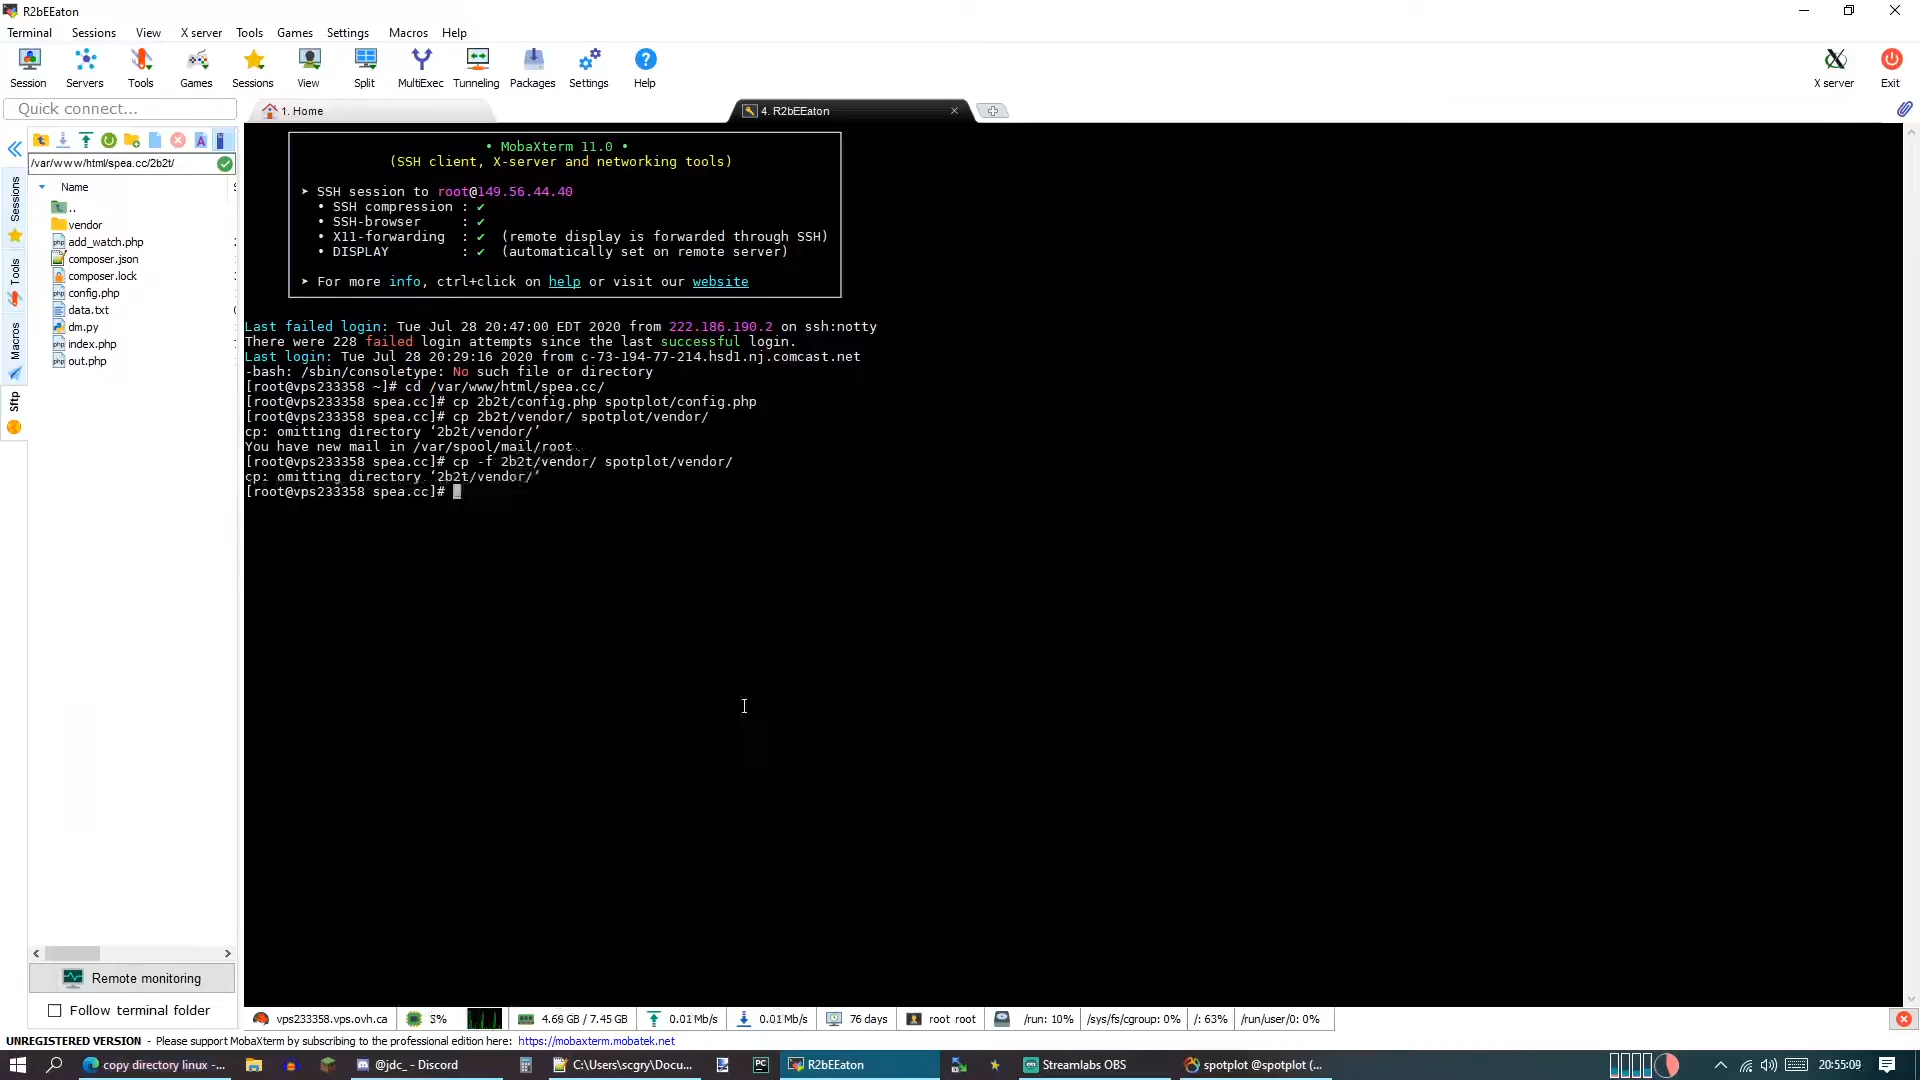 R2bEEaton
Terminal Sessions View X server Tools Games Settings Macros Help
Session Servers Tools Games Sessions View Split MultiExec Tunneling Packages Settings Help X server Exit
Quick connect...
1. Home
4. R2bEEaton
/var/www/html/spea.cc/2b2t/
Name
..
vendor
add_watch.php
composer.json
composer.lock
config.php
data.txt
dm.py
index.php
out.php
Sessions
Tools
Macros
Sftp
• MobaXterm 11.0 •
(SSH client, X-server and networking tools)
➤ SSH session to root@149.56.44.40
• SSH compression : ✔
• SSH-browser : ✔
• X11-forwarding : ✔ (remote display is forwarded through SSH)
• DISPLAY : ✔ (automatically set on remote server)
➤ For more info, ctrl+click on help or visit our website
Last failed login: Tue Jul 28 20:47:00 EDT 2020 from 222.186.190.2 on ssh:notty
There were 228 failed login attempts since the last successful login.
Last login: Tue Jul 28 20:29:16 2020 from c-73-194-77-214.hsd1.nj.comcast.net
-bash: /sbin/consoletype: No such file or directory
[root@vps233358 ~]# cd /var/www/html/spea.cc/
[root@vps233358 spea.cc]# cp 2b2t/config.php spotplot/config.php
[root@vps233358 spea.cc]# cp 2b2t/vendor/ spotplot/vendor/
cp: omitting directory ‘2b2t/vendor/’
You have new mail in /var/spool/mail/root
[root@vps233358 spea.cc]# cp -f 2b2t/vendor/ spotplot/vendor/
cp: omitting directory ‘2b2t/vendor/’
[root@vps233358 spea.cc]#
Remote monitoring
Follow terminal folder
vps233358.vps.ovh.ca 3% 4.69 GB / 7.45 GB 0.01 Mb/s 0.01 Mb/s 76 days root root /run: 10% /sys/fs/cgroup: 0% /: 63% /run/user/0: 0%
UNREGISTERED VERSION - Please support MobaXterm by subscribing to the professional edition here: https://mobaxterm.mobatek.net
copy directory linux -... @jdc_ - Discord C:\Users\scgry\Docu... PC R2bEEaton Streamlabs OBS spotplot @spotplot (... 20:55:09